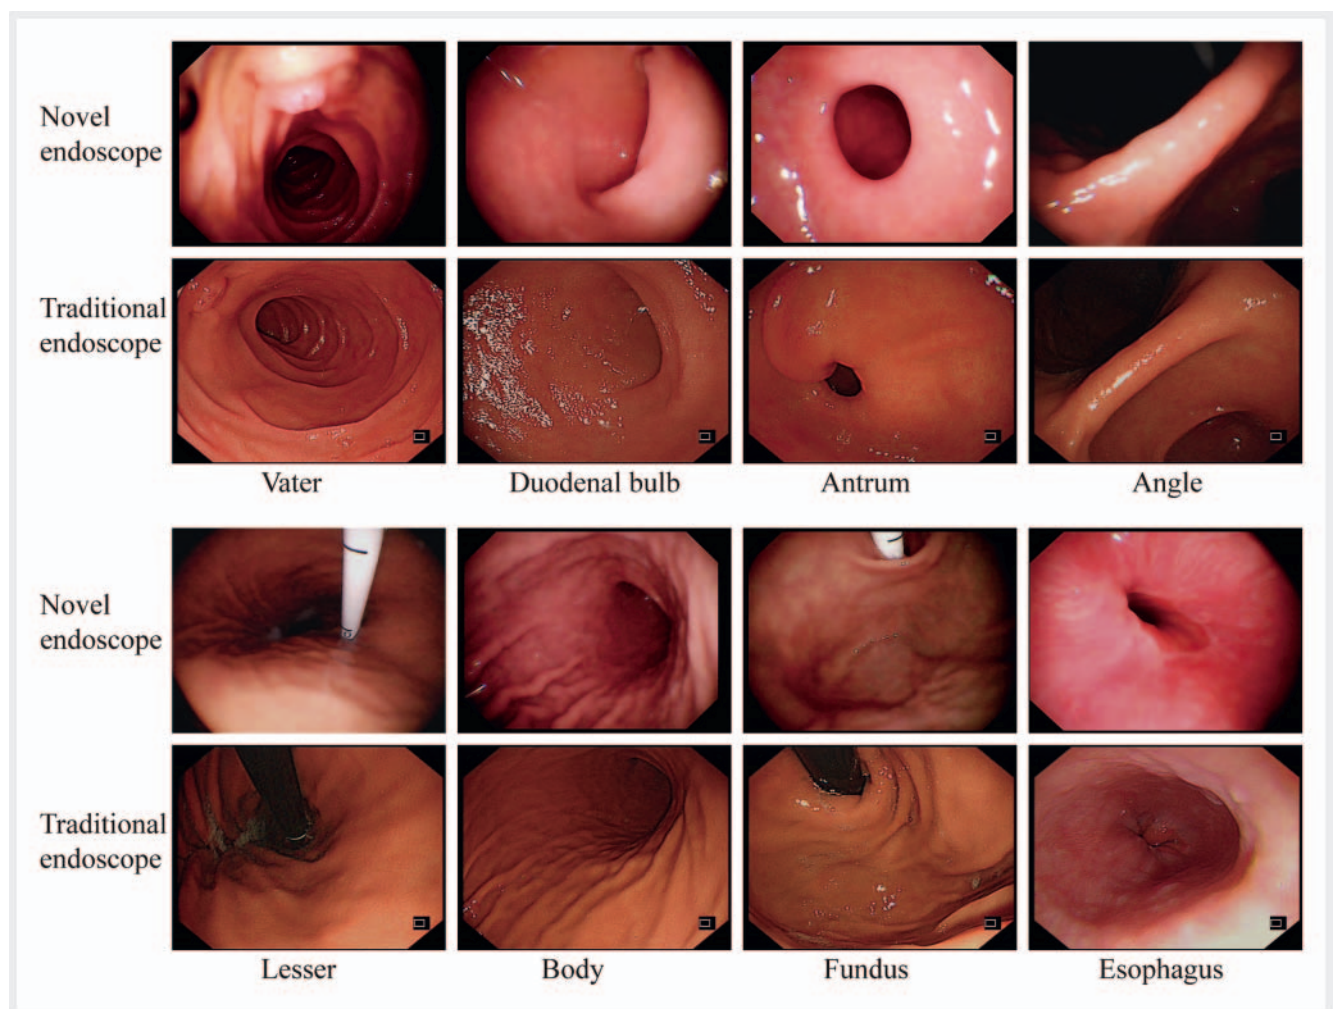 Novel
endoscope
Traditional
endoscope
Vater Duodenal bulb Antrum Angle
Novel
endoscope
Traditional
endoscope
Lesser Body Fundus Esophagus